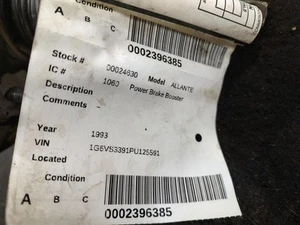 A
B C
0002396385
Stock # 00024630 Model ALLANTE
IC # 1060 Power Brake Booster
Description
Comments
Year 1993
VIN 1G6VS3391PU125591
Located
Condition
A B C
0002396385